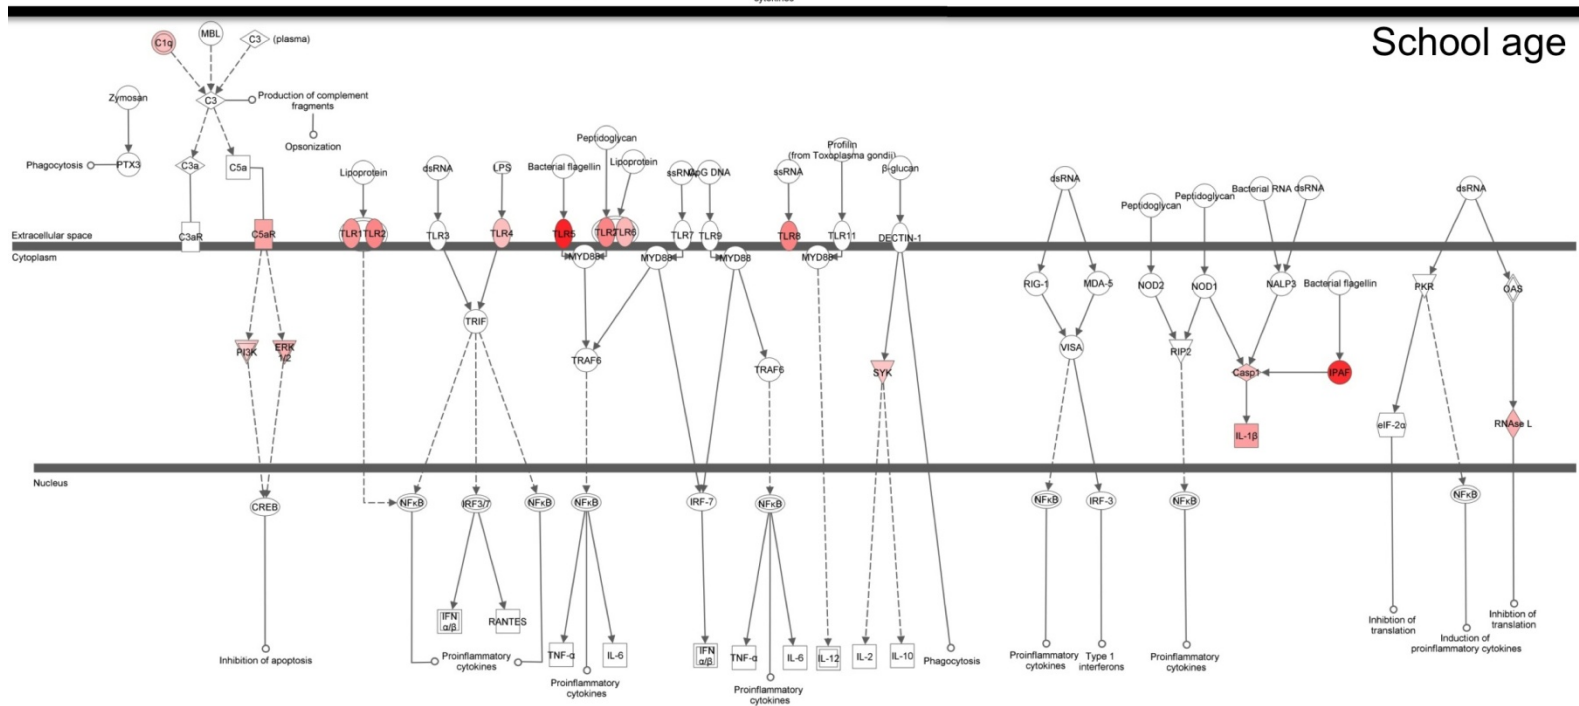 School age
C1q
MBL
C3
(plasma)
Zymosan
C3
Production of complement
fragments
Opsonization
Phagocytosis
PTX3
C3a
C5a
Lipoprotein
dsRNA
LPS
Bacterial flagellin
Peptidoglycan
Lipoprotein
ssRNA
CpG DNA
ssRNA
Profilin
(from Toxoplasma gondii)
β-glucan
dsRNA
Peptidoglycan
Peptidoglycan
Bacterial RNA
dsRNA
dsRNA
Extracellular space
C3aR
C5aR
TLR1
TLR2
TLR3
TLR4
TLR5
TLR2
TLR6
TLR7
TLR9
TLR8
TLR11
DECTIN-1
Cytoplasm
MYD88
MYD88
MYD88
MYD88
RIG-1
MDA-5
NOD2
NOD1
NALP3
Bacterial flagellin
PKR
OAS
TRIF
PI3K
ERK
1/2
TRAF6
TRAF6
SYK
VISA
RIP2
Casp1
IPAF
IL-1β
eIF-2α
RNAse L
Nucleus
CREB
NFκB
IRF3/7
NFκB
NFκB
IRF-7
NFκB
NFκB
IRF-3
NFκB
NFκB
IFN
α/β
RANTES
Inhibition of apoptosis
Proinflammatory
cytokines
TNF-α
IL-6
Proinflammatory
cytokines
IFN
α/β
TNF-α
IL-6
Proinflammatory
cytokines
IL-12
IL-2
IL-10
Phagocytosis
Proinflammatory
cytokines
Type 1
interferons
Proinflammatory
cytokines
Inhibtion of
translation
Induction of
proinflammatory cytokines
Inhibtion of
translation